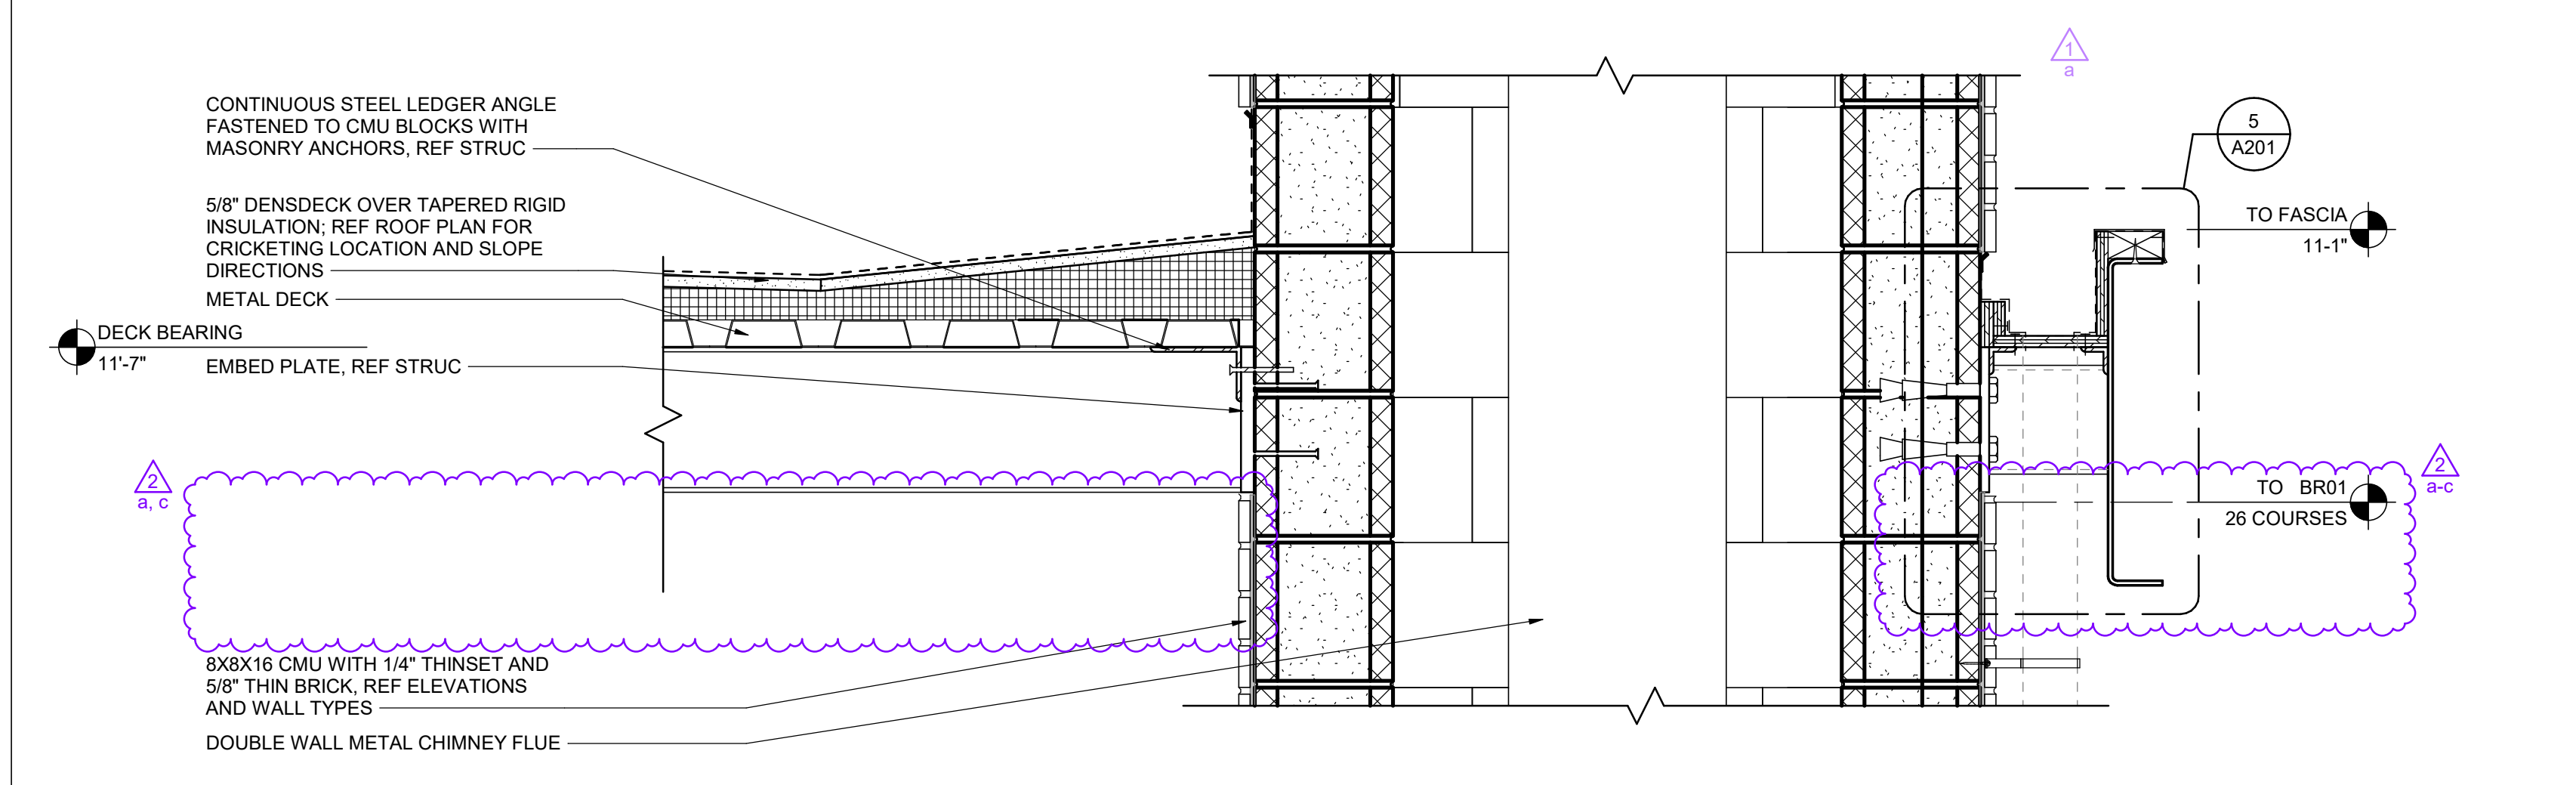 CONTINUOUS STEEL LEDGER ANGLE
FASTENED TO CMU BLOCKS WITH
MASONRY ANCHORS, REF STRUC
5/8" DENSDECK OVER TAPERED RIGID
INSULATION; REF ROOF PLAN FOR
CRICKETING LOCATION AND SLOPE
DIRECTIONS
METAL DECK
DECK BEARING
11'-7"
EMBED PLATE, REF STRUC
2
a, c
8X8X16 CMU WITH 1/4" THINSET AND
5/8" THIN BRICK, REF ELEVATIONS
AND WALL TYPES
DOUBLE WALL METAL CHIMNEY FLUE
1
a
5
A201
TO FASCIA
11-1"
2
a-c
TO BR01
26 COURSES